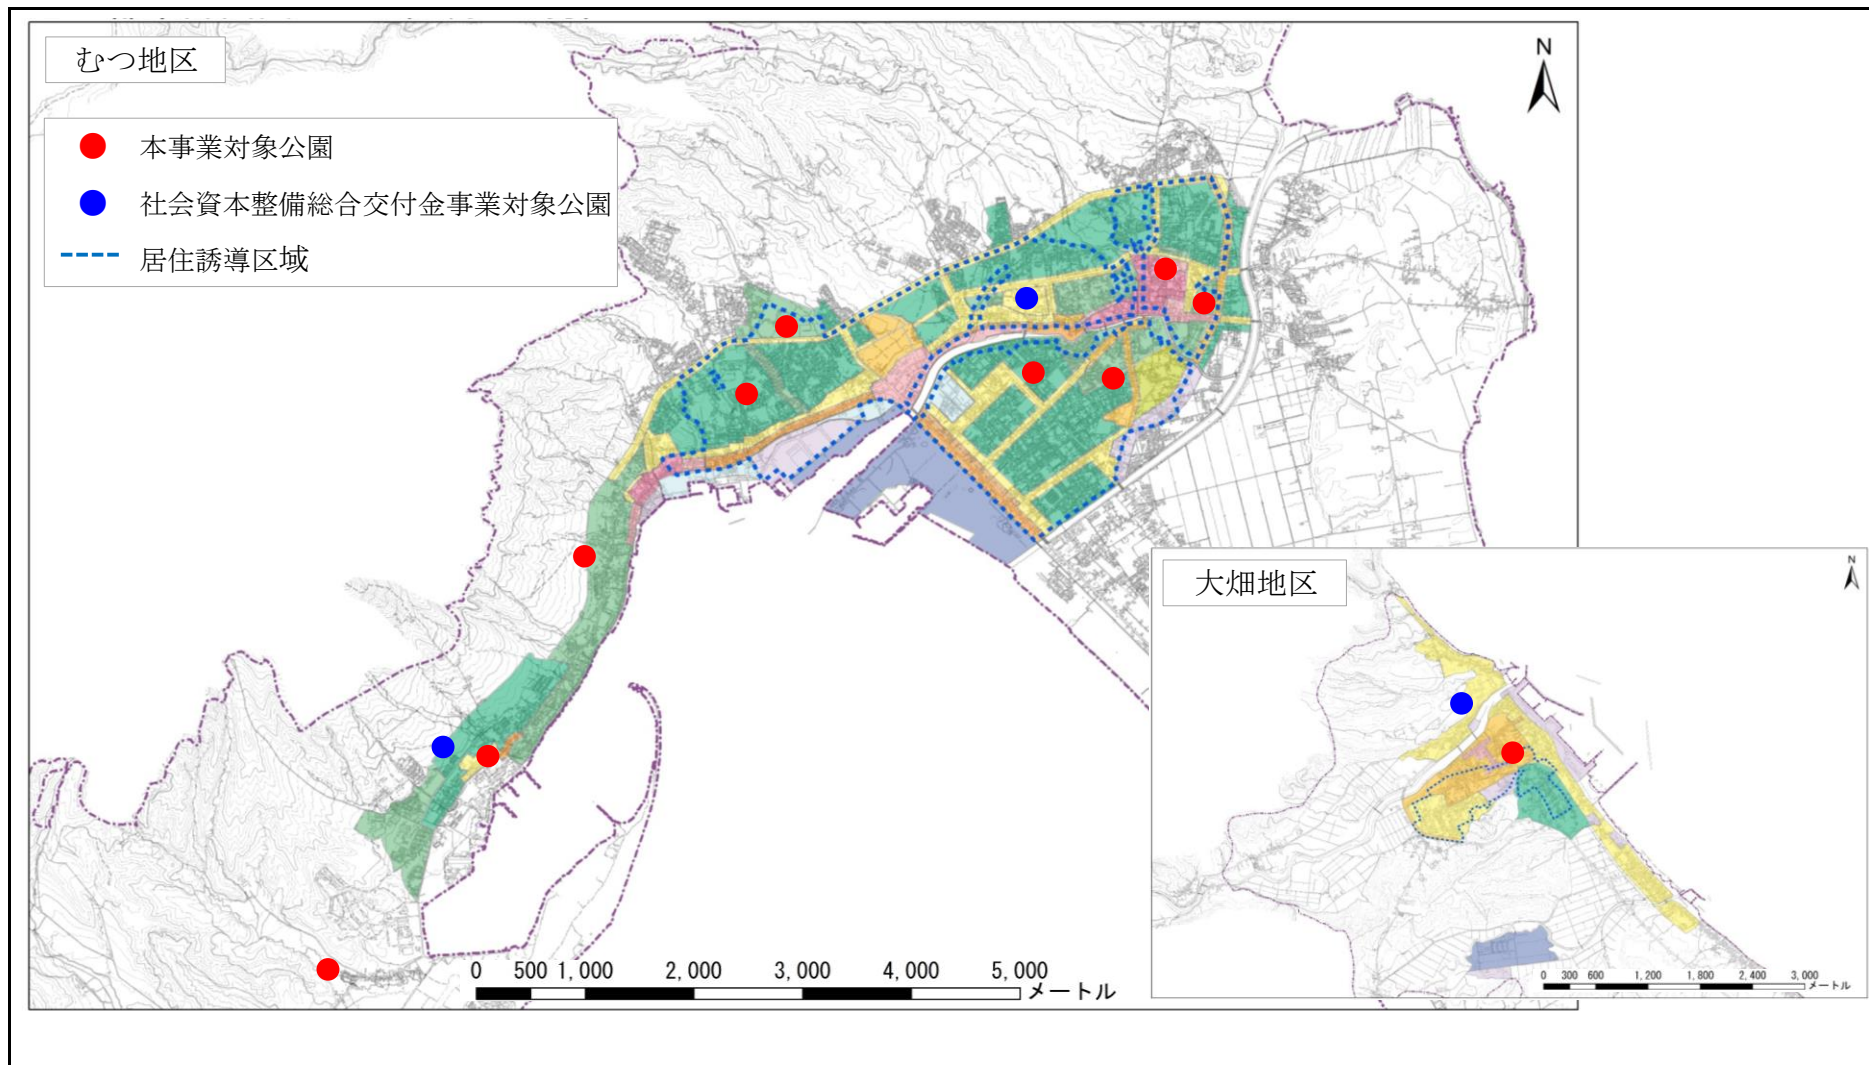 むつ地区
N
本事業対象公園
社会資本整備総合交付金事業対象公園
居住誘導区域
大畑地区
N
0 500 1,000 2,000 3,000 4,000 5,000
メートル
0 300 600 1,200 1,800 2,400 3,000
メートル